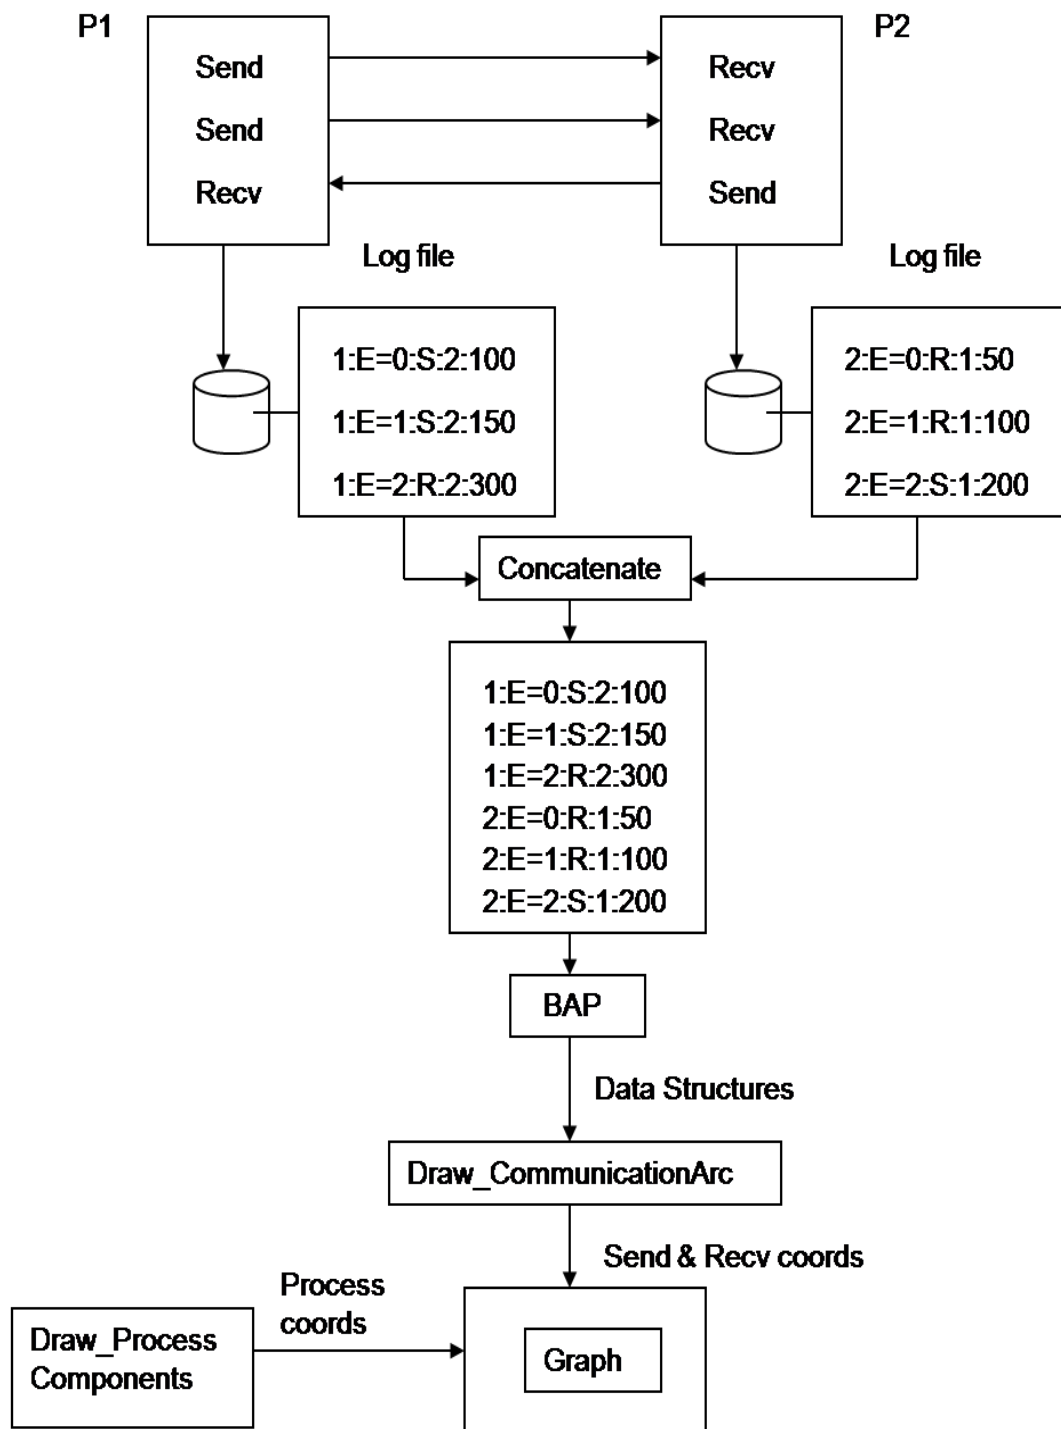 P1
P2
Send
Send
Recv
Recv
Recv
Send
Log file
Log file
1:E=0:S:2:100
1:E=1:S:2:150
1:E=2:R:2:300
2:E=0:R:1:50
2:E=1:R:1:100
2:E=2:S:1:200
Concatenate
1:E=0:S:2:100
1:E=1:S:2:150
1:E=2:R:2:300
2:E=0:R:1:50
2:E=1:R:1:100
2:E=2:S:1:200
BAP
Data Structures
Draw_CommunicationArc
Send & Recv coords
Process
coords
Draw_Process
Components
Graph